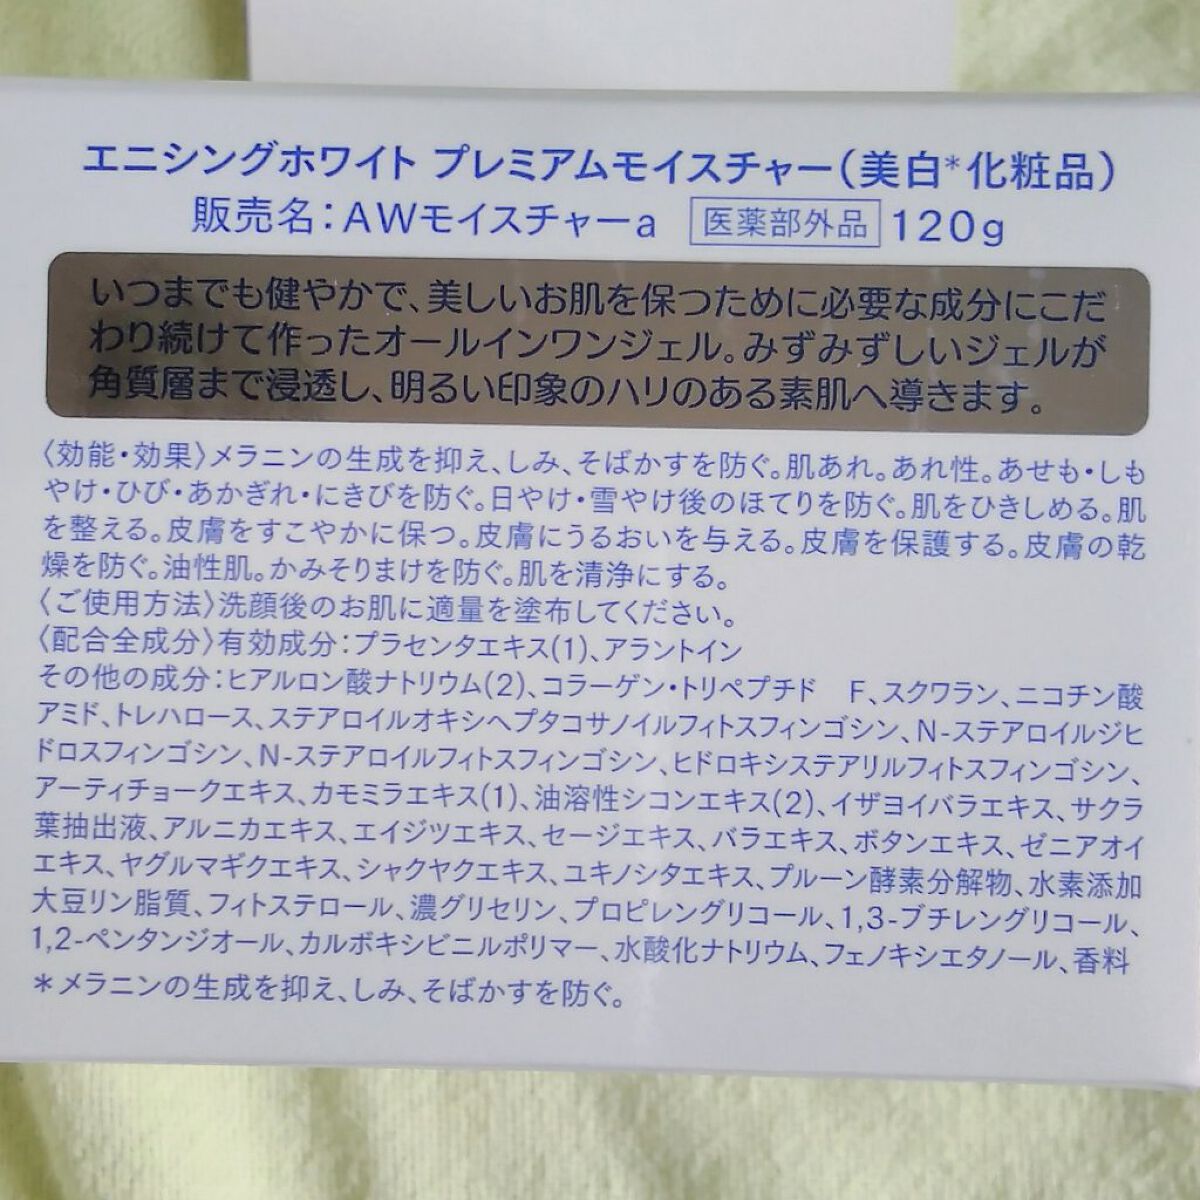 エニシングホワイト プレミアムモイスチャー(美白*化粧品)
販売名:AWモイスチャーa 医薬部外品 120g
いつまでも健やかで、美しいお肌を保つために必要な成分にこだ
わり続けて作ったオールインワンジェル。みずみずしいジェルが
角質層まで浸透し、明るい印象のハリのある素肌へ導きます。
〈効能・効果〉メラニンの生成を抑え、しみ、そばかすを防ぐ。肌あれ。あれ性。あせも・しも
やけ・ひび・あかぎれ・にきびを防ぐ。日やけ・雪やけ後のほてりを防ぐ。肌をひきしめる。肌
を整える。皮膚をすこやかに保つ。皮膚にうるおいを与える。皮膚を保護する。皮膚の乾
燥を防ぐ。油性肌。かみそりまけを防ぐ。肌を清浄にする。
〈ご使用方法〉洗顔後のお肌に適量を塗布してください。
〈配合全成分〉有効成分:プラセンタエキス(1)、アラントイン
その他の成分:ヒアルロン酸ナトリウム(2)、コラーゲン・トリペプチド F、スクワラン、ニコチン酸
アミド、トレハロース、ステアロイルオキシヘプタコサノイルフィトスフィンゴシン、N-ステアロイルジヒ
ドロスフィンゴシン、N-ステアロイルフィトスフィンゴシン、ヒドロキシステアリルフィトスフィンゴシン、
アーティチョークエキス、カモミラエキス(1)、油溶性シコンエキス(2)、イザヨイバラエキス、サクラ
葉抽出液、アルニカエキス、エイジツエキス、セージエキス、バラエキス、ボタンエキス、ゼニアオイ
エキス、ヤグルマギクエキス、シャクヤクエキス、ユキノシタエキス、プルーン酵素分解物、水素添加
大豆リン脂質、フィトステロール、濃グリセリン、プロピレングリコール、1,3-ブチレングリコール、
1,2-ペンタンジオール、カルボキシビニルポリマー、水酸化ナトリウム、フェノキシエタノール、香料
*メラニンの生成を抑え、しみ、そばかすを防ぐ。